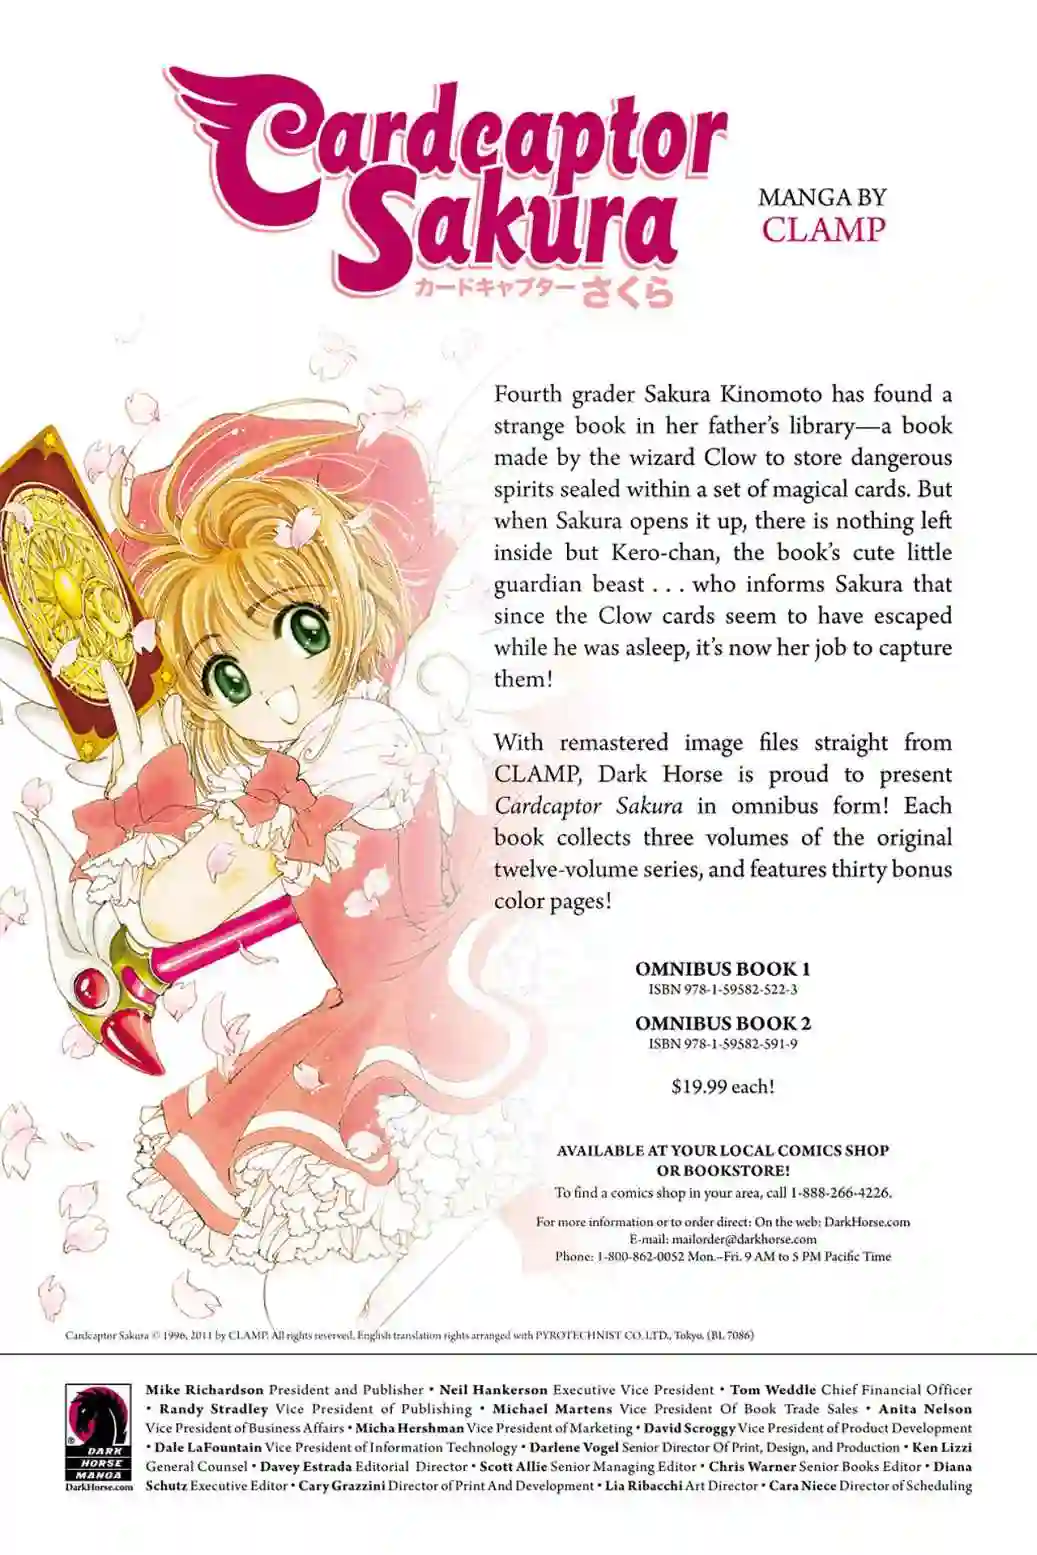 Cardcaptor
Sakura
カードキャプターさくら
MANGA BY
CLAMP
Fourth grader Sakura Kinomoto has found a
strange book in her father's library—a book
made by the wizard Clow to store dangerous
spirits sealed within a set of magical cards. But
when Sakura opens it up, there is nothing left
inside but Kero-chan, the book's cute little
guardian beast . . . who informs Sakura that
since the Clow cards seem to have escaped
while he was asleep, it's now her job to capture
them!
With remastered image files straight from
CLAMP, Dark Horse is proud to present
Cardcaptor Sakura in omnibus form! Each
book collects three volumes of the original
twelve-volume series, and features thirty bonus
color pages!
OMNIBUS BOOK 1
ISBN 978-1-59582-522-3
OMNIBUS BOOK 2
ISBN 978-1-59582-591-9
$19.99 each!
AVAILABLE AT YOUR LOCAL COMICS SHOP
OR BOOKSTORE!
To find a comics shop in your area, call 1-888-266-4226.
For more information or to order direct: On the web: DarkHorse.com
E-mail: mailorder@darkhorse.com
Phone: 1-800-862-0052 Mon.–Fri. 9 AM to 5 PM Pacific Time
Cardcaptor Sakura © 1996, 2011 by CLAMP. All rights reserved. English translation rights arranged with PYROTECHNIST CO. LTD., Tokyo. (BL 7086)
Mike Richardson President and Publisher • Neil Hankerson Executive Vice President • Tom Weddle Chief Financial Officer
• Randy Stradley Vice President of Publishing • Michael Martens Vice President Of Book Trade Sales • Anita Nelson
Vice President of Business Affairs • Micha Hershman Vice President of Marketing • David Scroggy Vice President of Product Development
• Dale LaFountain Vice President of Information Technology • Darlene Vogel Senior Director Of Print, Design, and Production • Ken Lizzi
General Counsel • Davey Estrada Editorial Director • Scott Allie Senior Managing Editor • Chris Warner Senior Books Editor • Diana
Schutz Executive Editor • Cary Grazzini Director of Print And Development • Lia Ribacchi Art Director • Cara Niece Director of Scheduling
®
DARK
HORSE
MANGA
DarkHorse.com